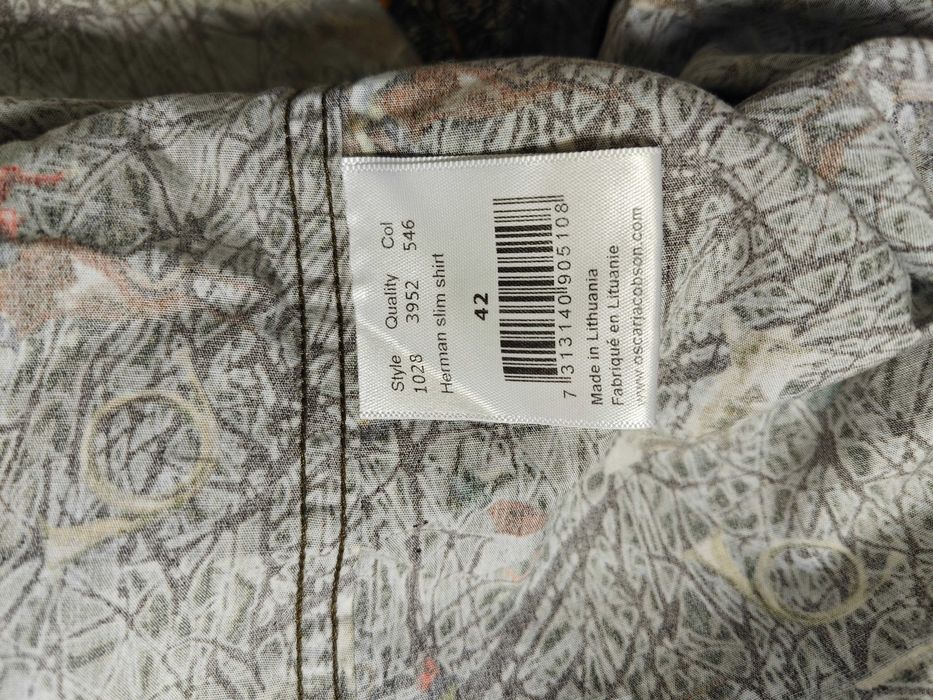 Style Quality Col
1028 3952 546
Herman slim shirt
42
7 313140 905108
Made in Lithuania
Fabriqué en Lituanie
www.oscarjacobson.com